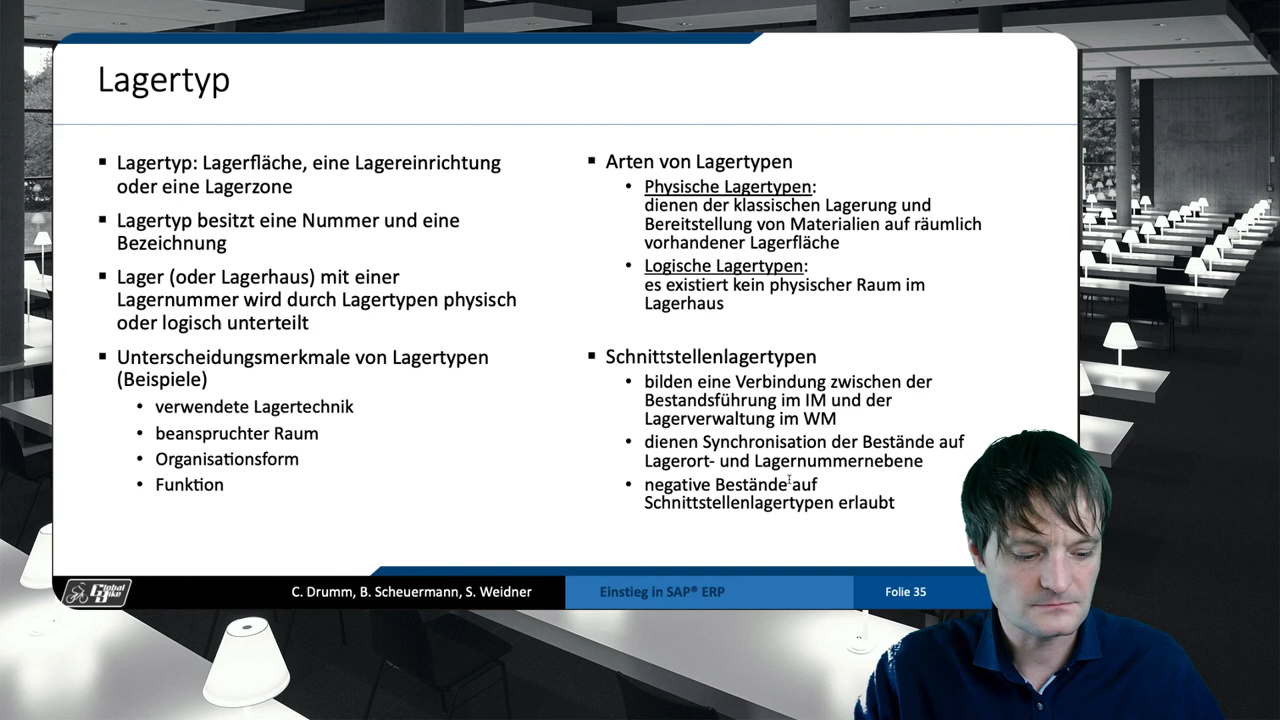 Lagertyp
Lagertyp: Lagerfläche, eine Lagereinrichtung
oder eine Lagerzone
Lagertyp besitzt eine Nummer und eine
Bezeichnung
Lager (oder Lagerhaus) mit einer
Lagernummer wird durch Lagertypen physisch
oder logisch unterteilt
Unterscheidungsmerkmale von Lagertypen
(Beispiele)
verwendete Lagertechnik
beanspruchter Raum
Organisationsform
Funktion
Arten von Lagertypen
Physische Lagertypen:
dienen der klassischen Lagerung und
Bereitstellung von Materialien auf räumlich
vorhandener Lagerfläche
Logische Lagertypen:
es existiert kein physischer Raum im
Lagerhaus
Schnittstellenlagertypen
bilden eine Verbindung zwischen der
Bestandsführung im IM und der
Lagerverwaltung im WM
dienen Synchronisation der Bestände auf
Lagerort- und Lagernummernebene
negative Bestände auf
Schnittstellenlagertypen erlaubt
Global
Bike
C. Drumm, B. Scheuermann, S. Weidner
Einstieg in SAP® ERP
Folie 35